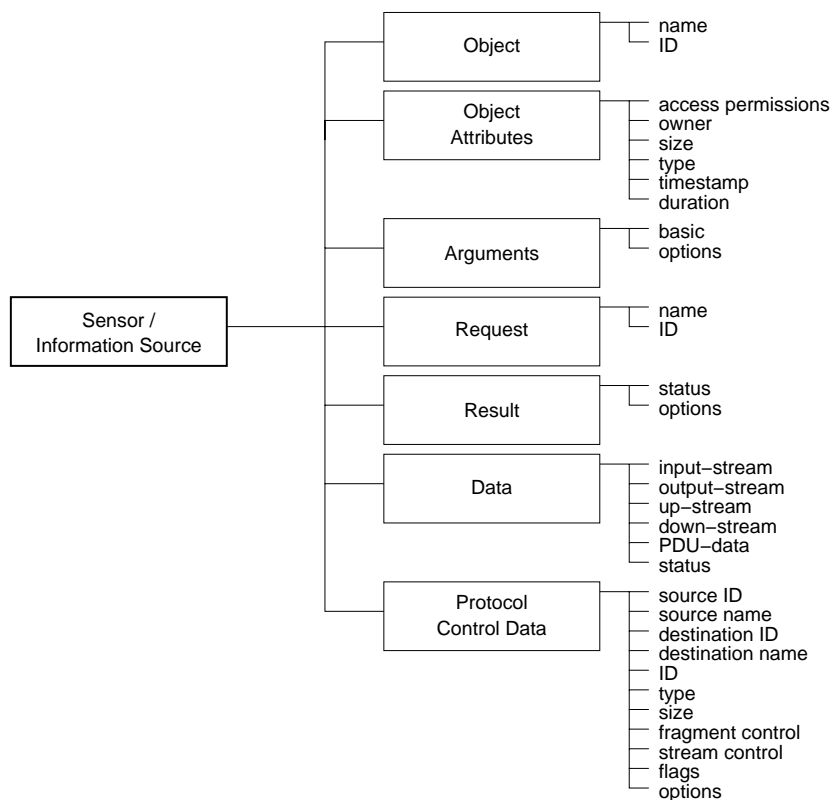 Object
name
ID
Object
Attributes
access permissions
owner
size
type
timestamp
duration
Arguments
basic
options
Sensor /
Information Source
Request
name
ID
Result
status
options
Data
input−stream
output−stream
up−stream
down−stream
PDU−data
status
Protocol
Control Data
source ID
source name
destination ID
destination name
ID
type
size
fragment control
stream control
flags
options